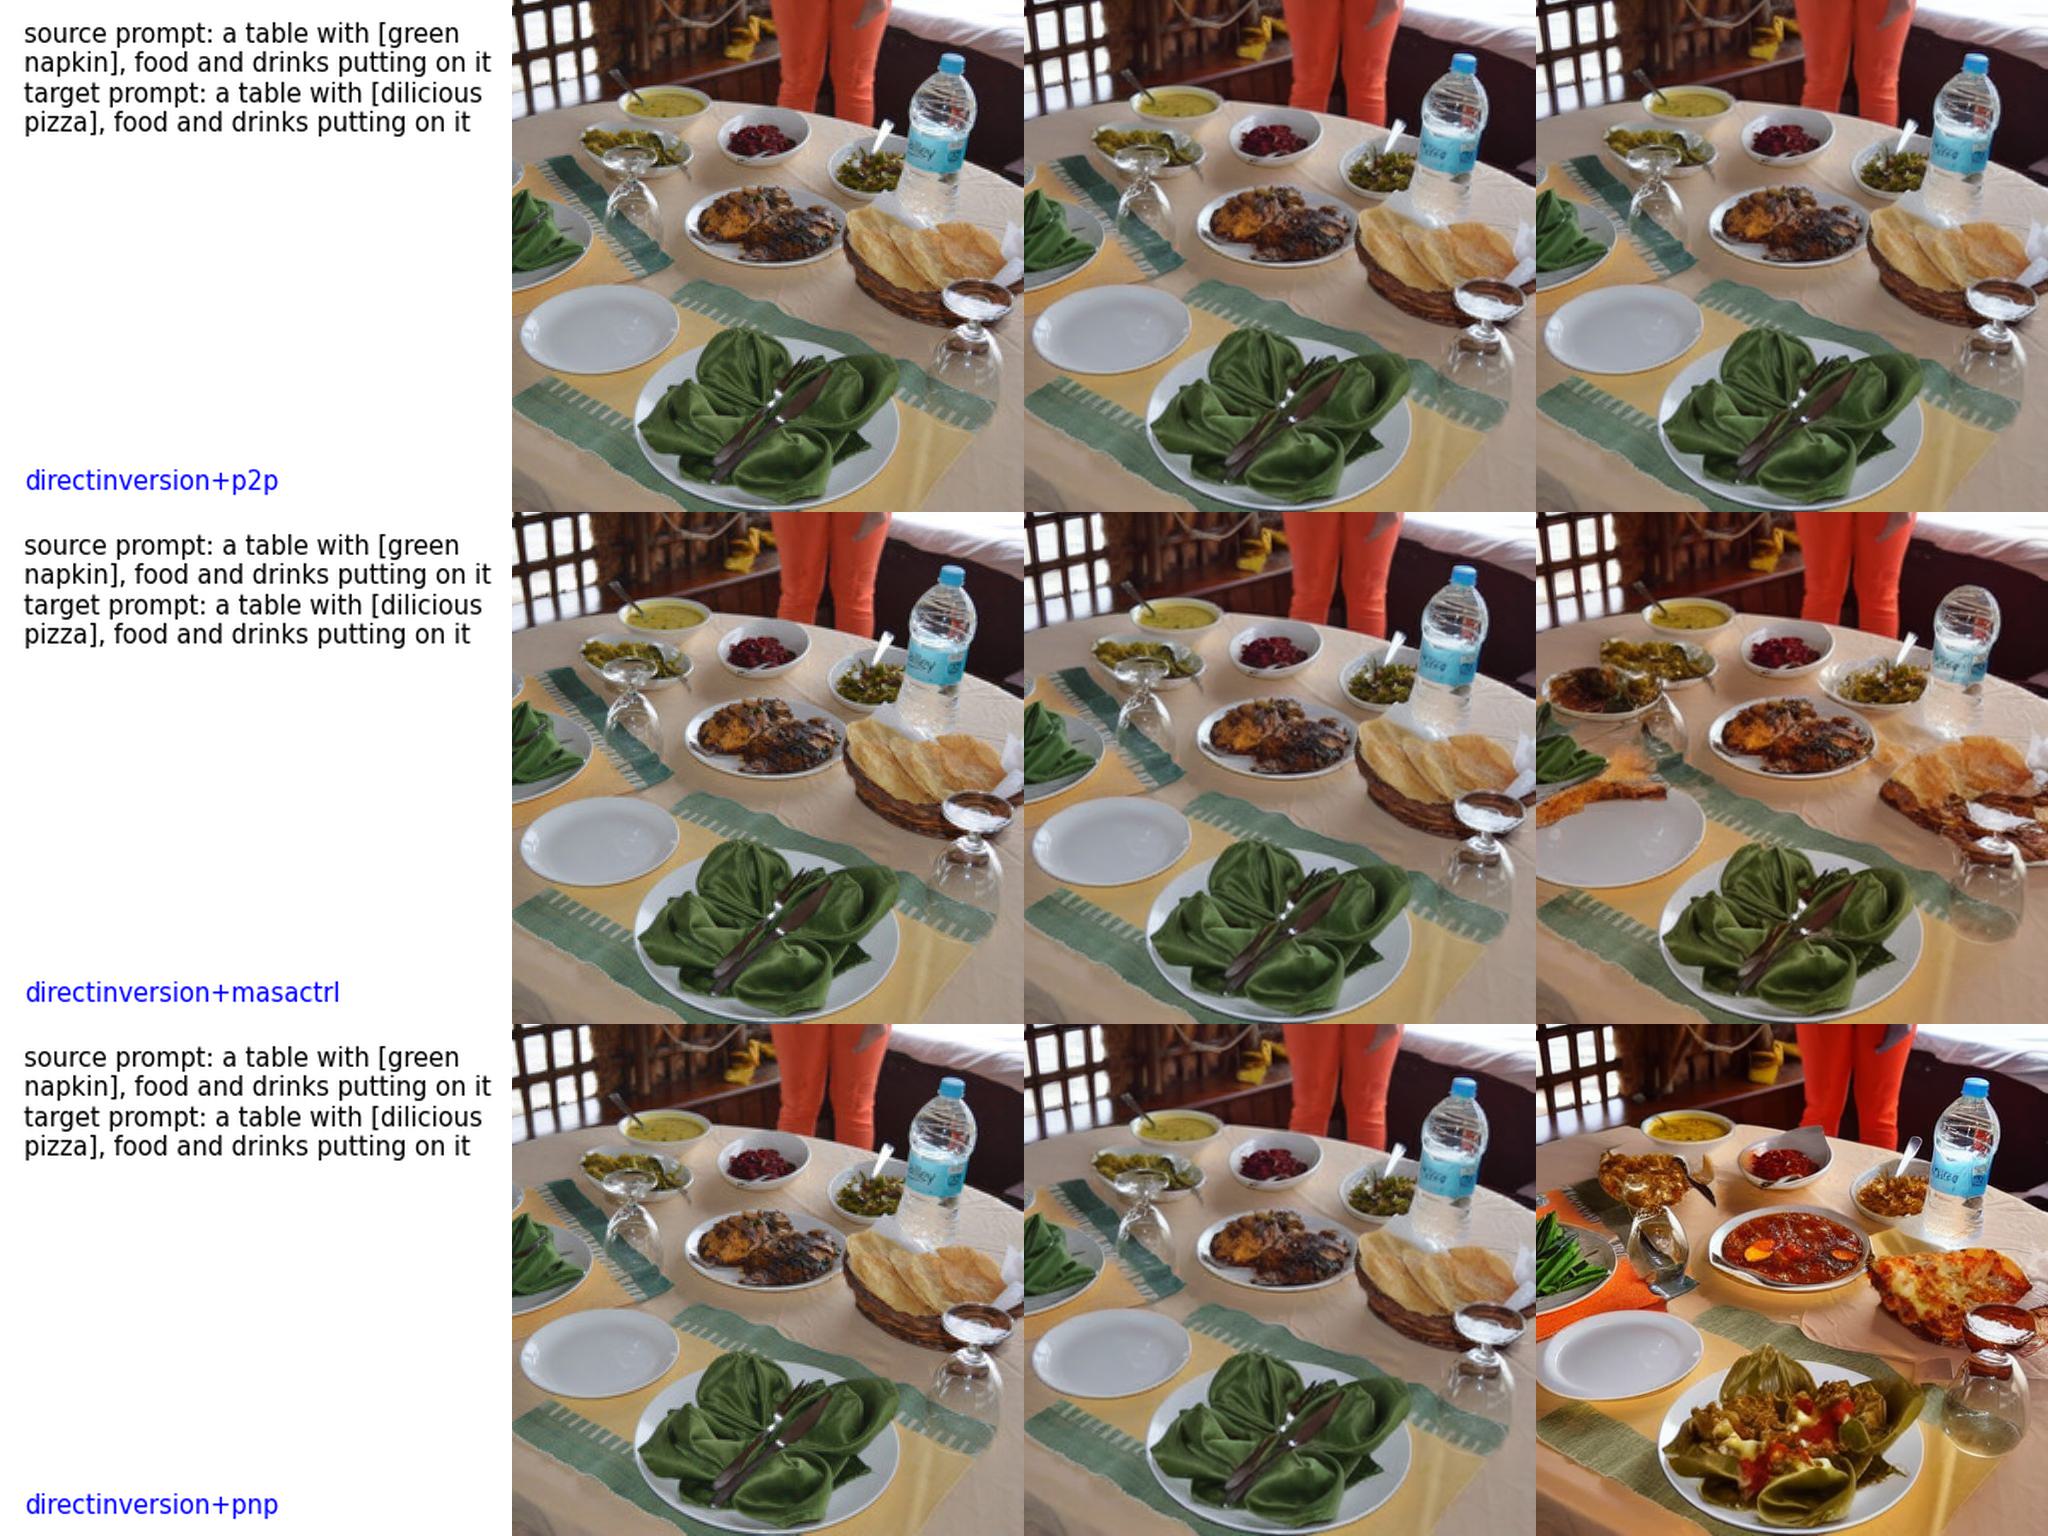 source prompt: a table with [green
napkin], food and drinks putting on it
target prompt: a table with [dilicious
pizza], food and drinks putting on it
directinversion+p2p
source prompt: a table with [green
napkin], food and drinks putting on it
target prompt: a table with [dilicious
pizza], food and drinks putting on it
directinversion+masactrl
source prompt: a table with [green
napkin], food and drinks putting on it
target prompt: a table with [dilicious
pizza], food and drinks putting on it
directinversion+pnp